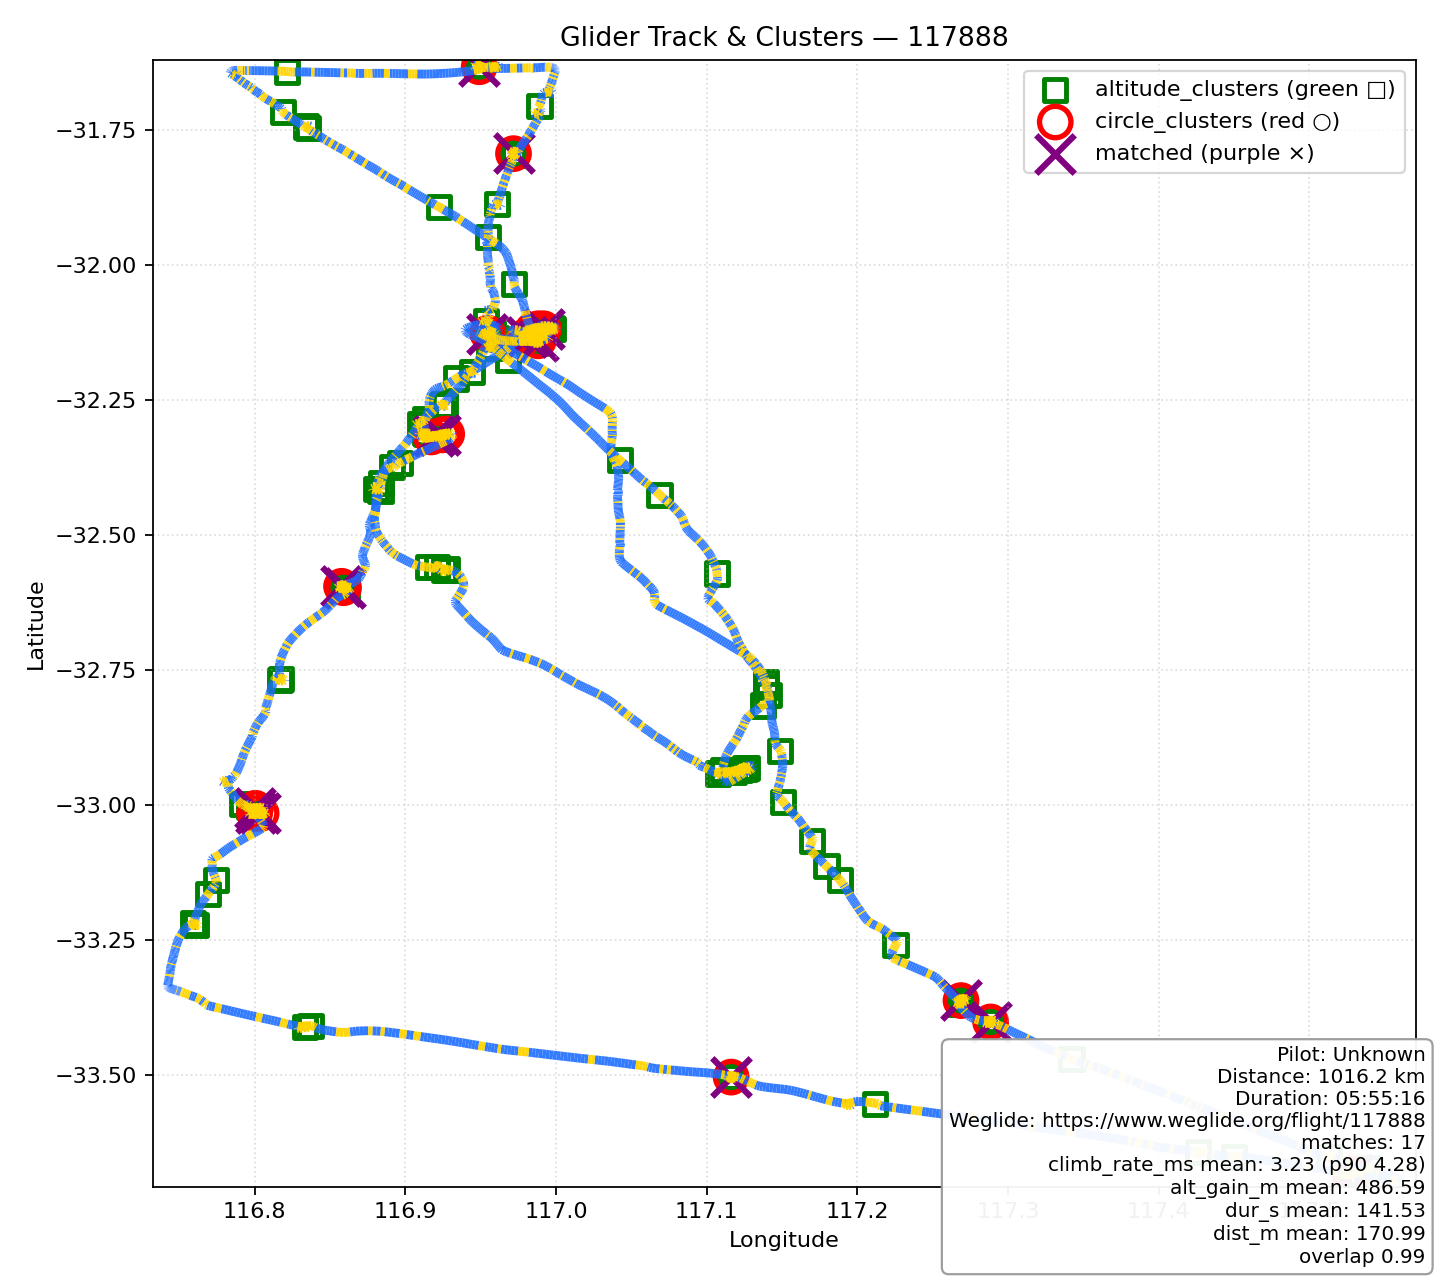 Glider Track & Clusters — 117888
altitude_clusters (green □)
circle_clusters (red ○)
matched (purple ×)
−31.75
−32.00
−32.25
−32.50
−32.75
−33.00
−33.25
−33.50
Latitude
116.8
116.9
117.0
117.1
117.2
117.3
117.4
Longitude
Pilot: Unknown
Distance: 1016.2 km
Duration: 05:55:16
Weglide: https://www.weglide.org/flight/117888
matches: 17
climb_rate_ms mean: 3.23 (p90 4.28)
alt_gain_m mean: 486.59
dur_s mean: 141.53
dist_m mean: 170.99
overlap 0.99